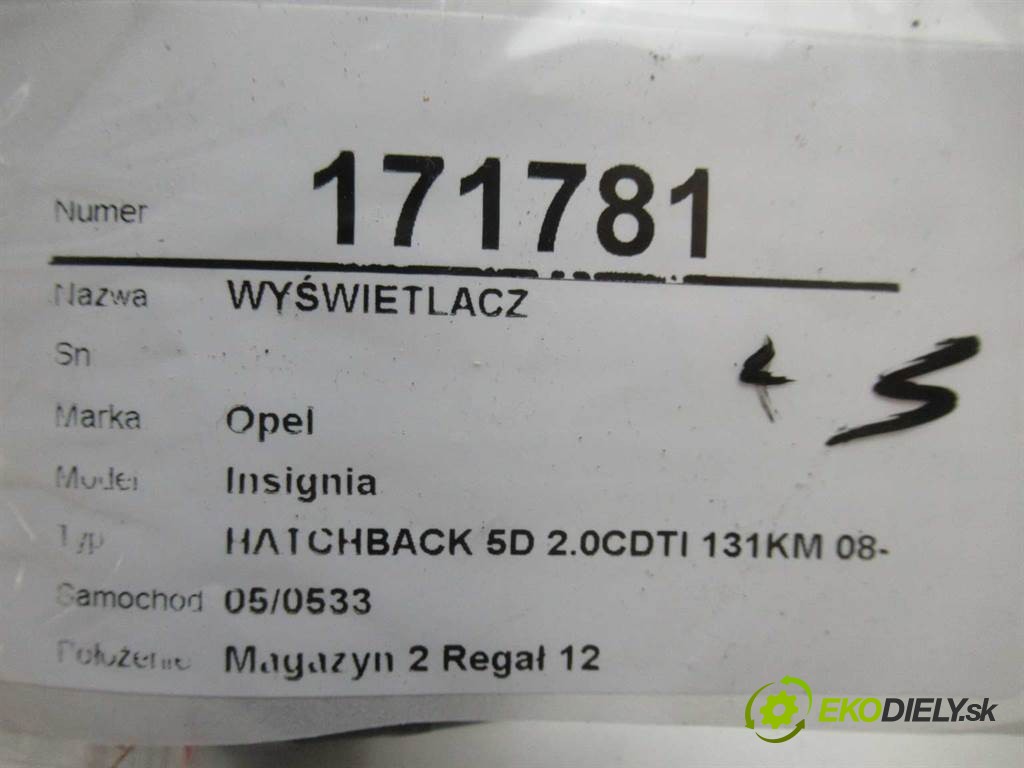 Numer 171781
Nazwa WYŚWIETLACZ
Sn
Marka Opel
Model Insignia
Typ HATCHBACK 5D 2.0CDTI 131KM 08-
Samochod 05/0533
Położenie Magazyn 2 Regał 12
EKODIELY.sk